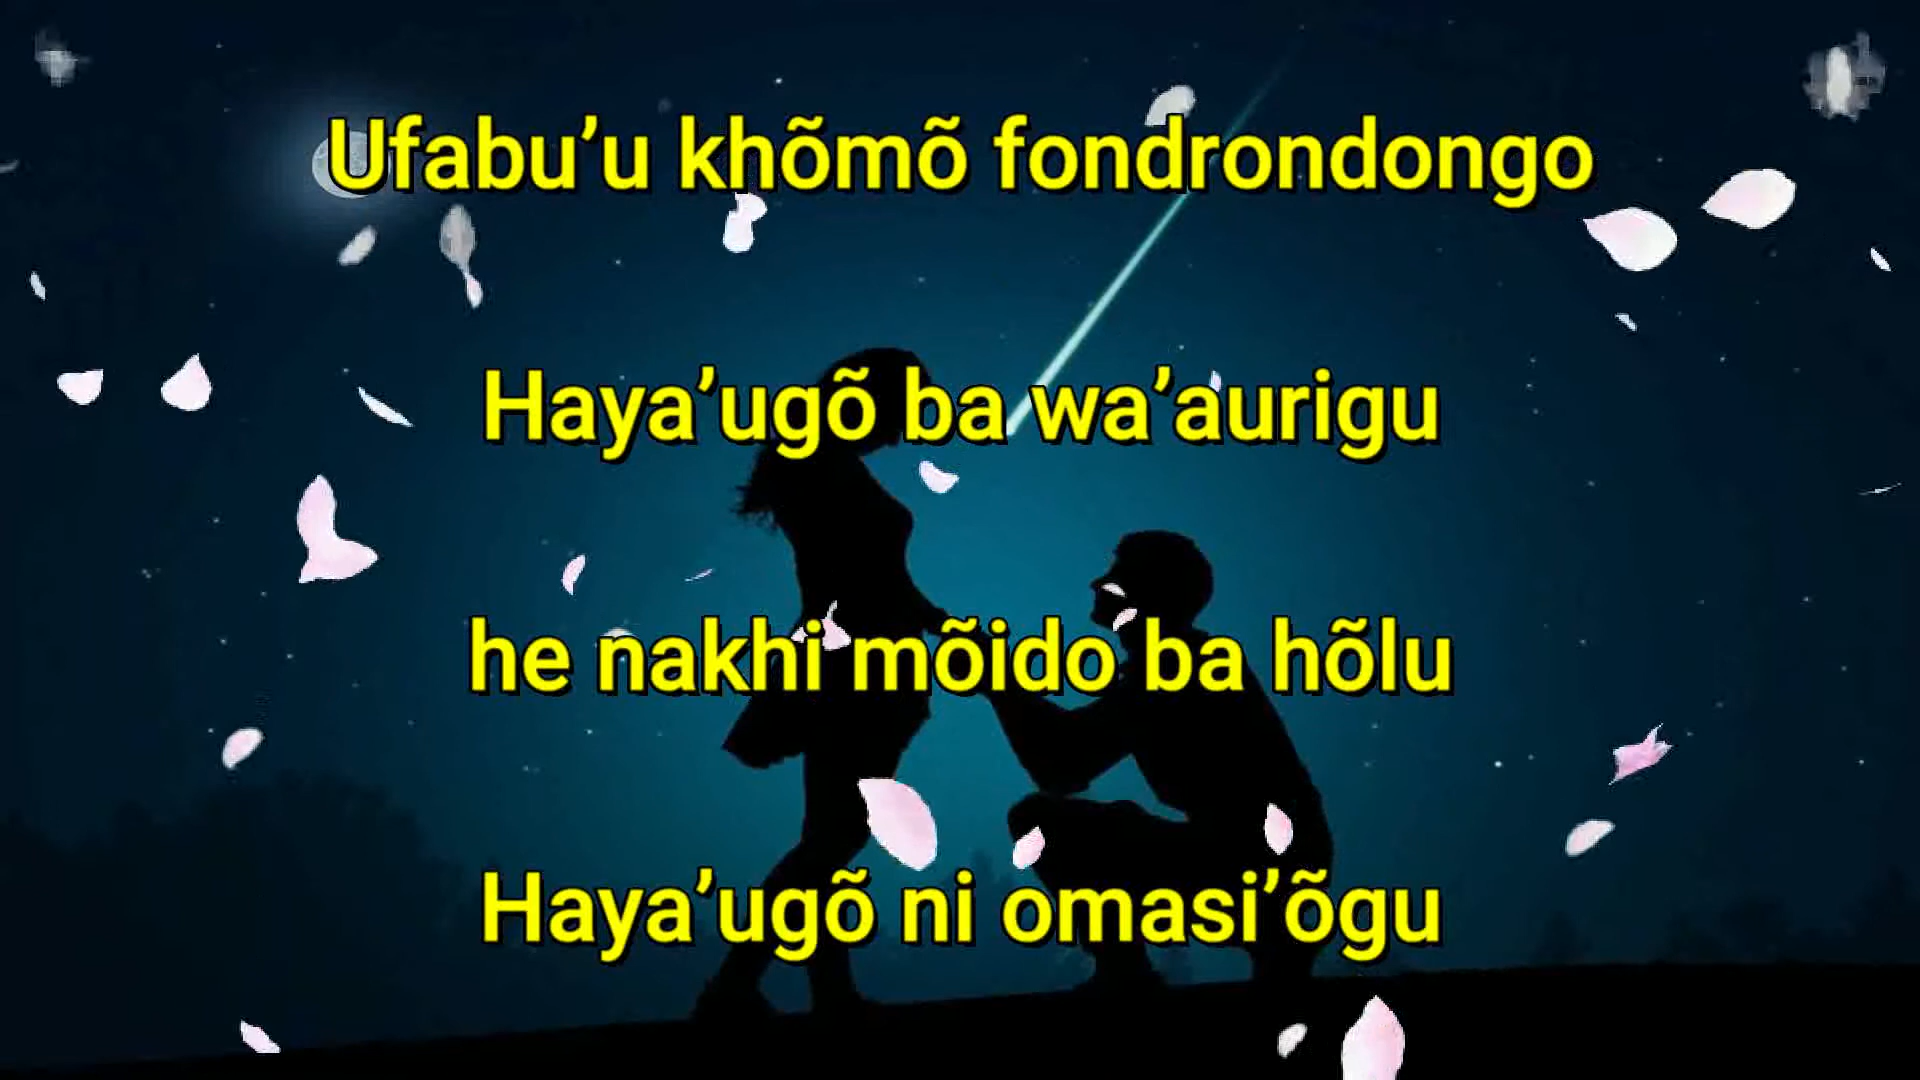 Ufabu’u khõmõ fondrondongo
Haya’ugõ ba wa’aurigu
he nakhi mõido ba hõlu
Haya’ugõ ni omasi’õgu